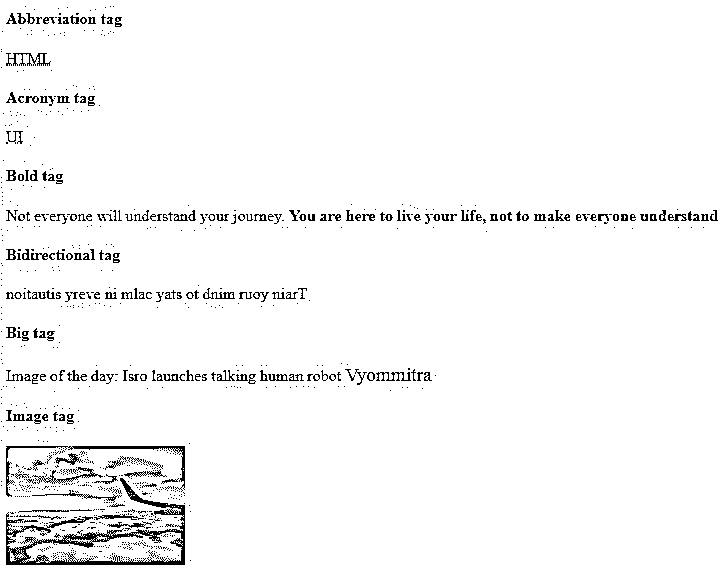 Abbreviation tag
HTML
Acronym tag
UI
Bold tag
Not everyone will understand your journey. You are here to live your life, not to make everyone understand
Bidirectional tag
noitautis yreve ni mlac yats ot dnim ruoy niarT
Big tag
Image of the day: Isro launches talking human robot Vyommitra
Image tag